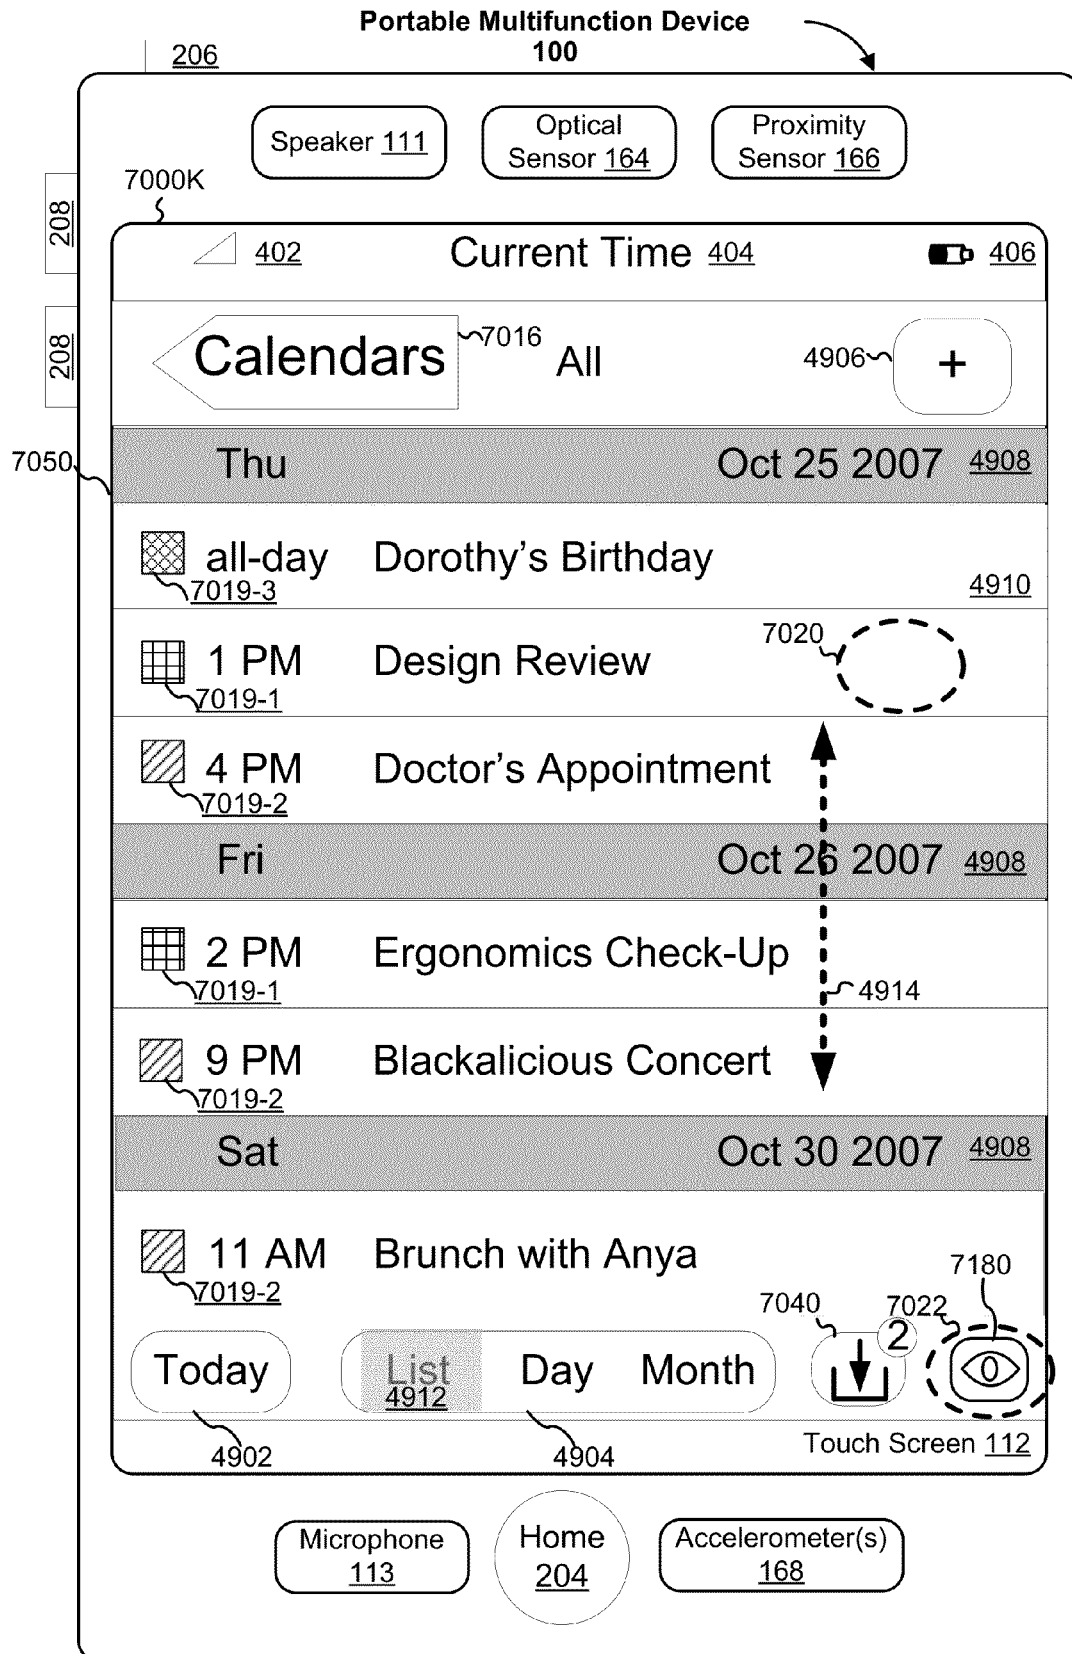 Portable Multifunction Device
100
206
Speaker 111
Optical
Sensor 164
Proximity
Sensor 166
208
208
7000K
402
Current Time 404
406
Calendars
7016
All
4906
+
7050
Thu
Oct 25 2007
4908
all-day
Dorothy's Birthday
7019-3
4910
1 PM
Design Review
7020
7019-1
4 PM
Doctor's Appointment
7019-2
Fri
Oct 26 2007
4908
2 PM
Ergonomics Check-Up
7019-1
4914
9 PM
Blackalicious Concert
7019-2
Sat
Oct 30 2007
4908
11 AM
Brunch with Anya
7019-2
7180
7040
7022
2
Today
List
4912
Day
Month
0
4902
4904
Touch Screen 112
Microphone
113
Home
204
Accelerometer(s)
168